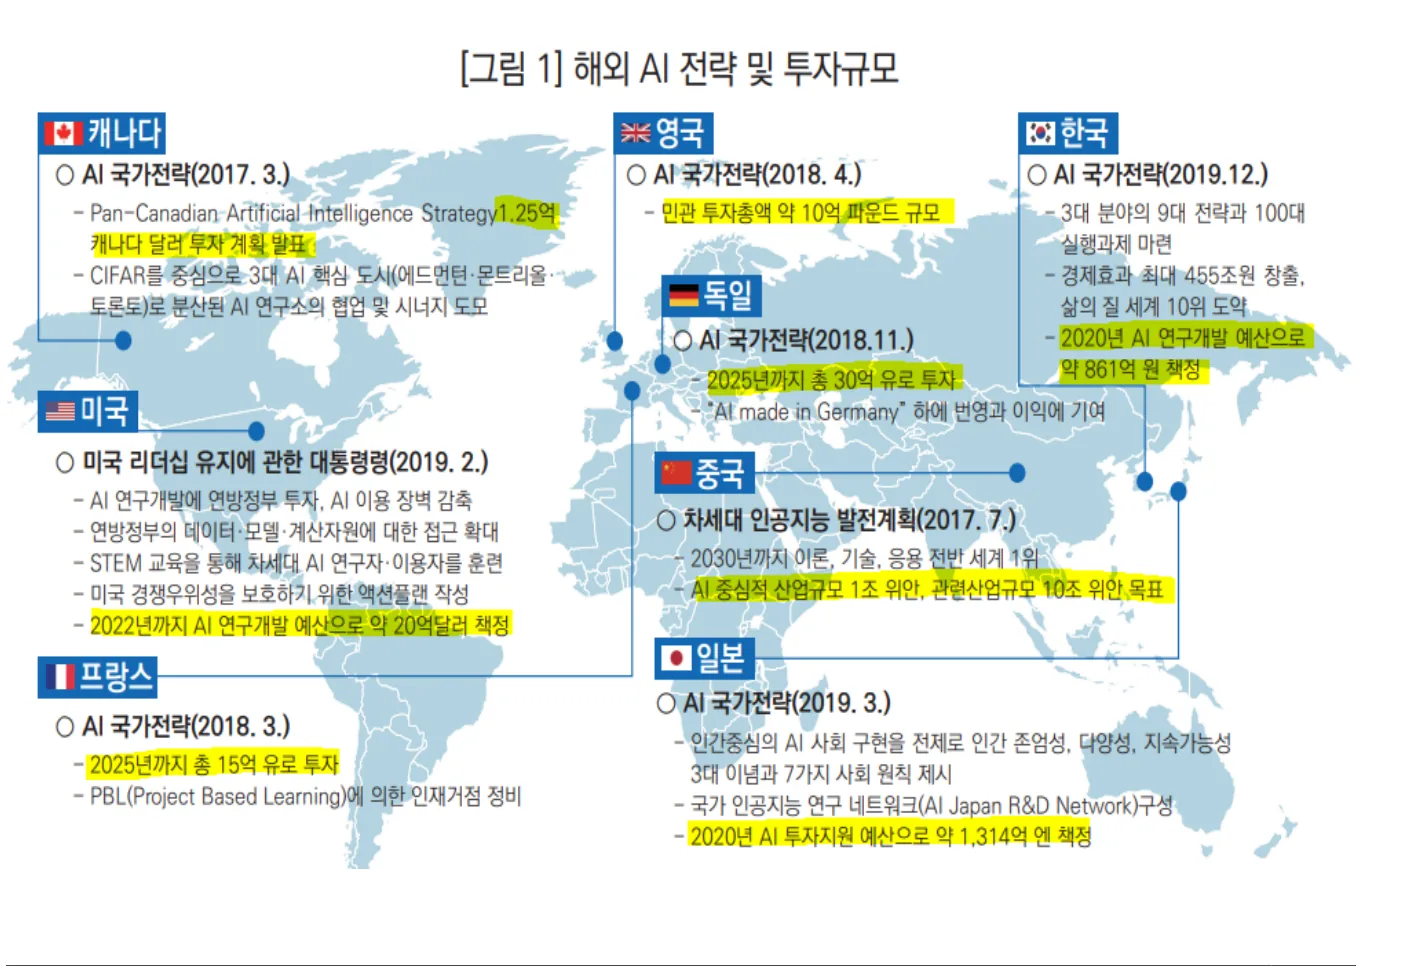 [그림 1] 해외 AI 전략 및 투자규모
캐나다
○ AI 국가전략(2017. 3.)
- Pan-Canadian Artificial Intelligence Strategy1.25억
캐나다 달러 투자 계획 발표
- CIFAR를 중심으로 3대 AI 핵심 도시(에드먼턴·몬트리올·
토론토)로 분산된 AI 연구소의 협업 및 시너지 도모
미국
○ 미국 리더십 유지에 관한 대통령령(2019. 2.)
- AI 연구개발에 연방정부 투자, AI 이용 장벽 감축
- 연방정부의 데이터·모델·계산자원에 대한 접근 확대
- STEM 교육을 통해 차세대 AI 연구자·이용자를 훈련
- 미국 경쟁우위성을 보호하기 위한 액션플랜 작성
- 2022년까지 AI 연구개발 예산으로 약 20억달러 책정
프랑스
○ AI 국가전략(2018. 3.)
- 2025년까지 총 15억 유로 투자
- PBL(Project Based Learning)에 의한 인재거점 정비
영국
○ AI 국가전략(2018. 4.)
- 민관 투자총액 약 10억 파운드 규모
독일
○ AI 국가전략(2018.11.)
- 2025년까지 총 30억 유로 투자
- “AI made in Germany” 하에 번영과 이익에 기여
중국
○ 차세대 인공지능 발전계획(2017. 7.)
- 2030년까지 이론, 기술, 응용 전반 세계 1위
- AI 중심적 산업규모 1조 위안, 관련산업규모 10조 위안 목표
일본
○ AI 국가전략(2019. 3.)
- 인간중심의 AI 사회 구현을 전제로 인간 존엄성, 다양성, 지속가능성
3대 이념과 7가지 사회 원칙 제시
- 국가 인공지능 연구 네트워크(AI Japan R&D Network)구성
- 2020년 AI 투자지원 예산으로 약 1,314억 엔 책정
한국
○ AI 국가전략(2019.12.)
- 3대 분야의 9대 전략과 100대
실행과제 마련
- 경제효과 최대 455조원 창출,
삶의 질 세계 10위 도약
- 2020년 AI 연구개발 예산으로
약 861억 원 책정